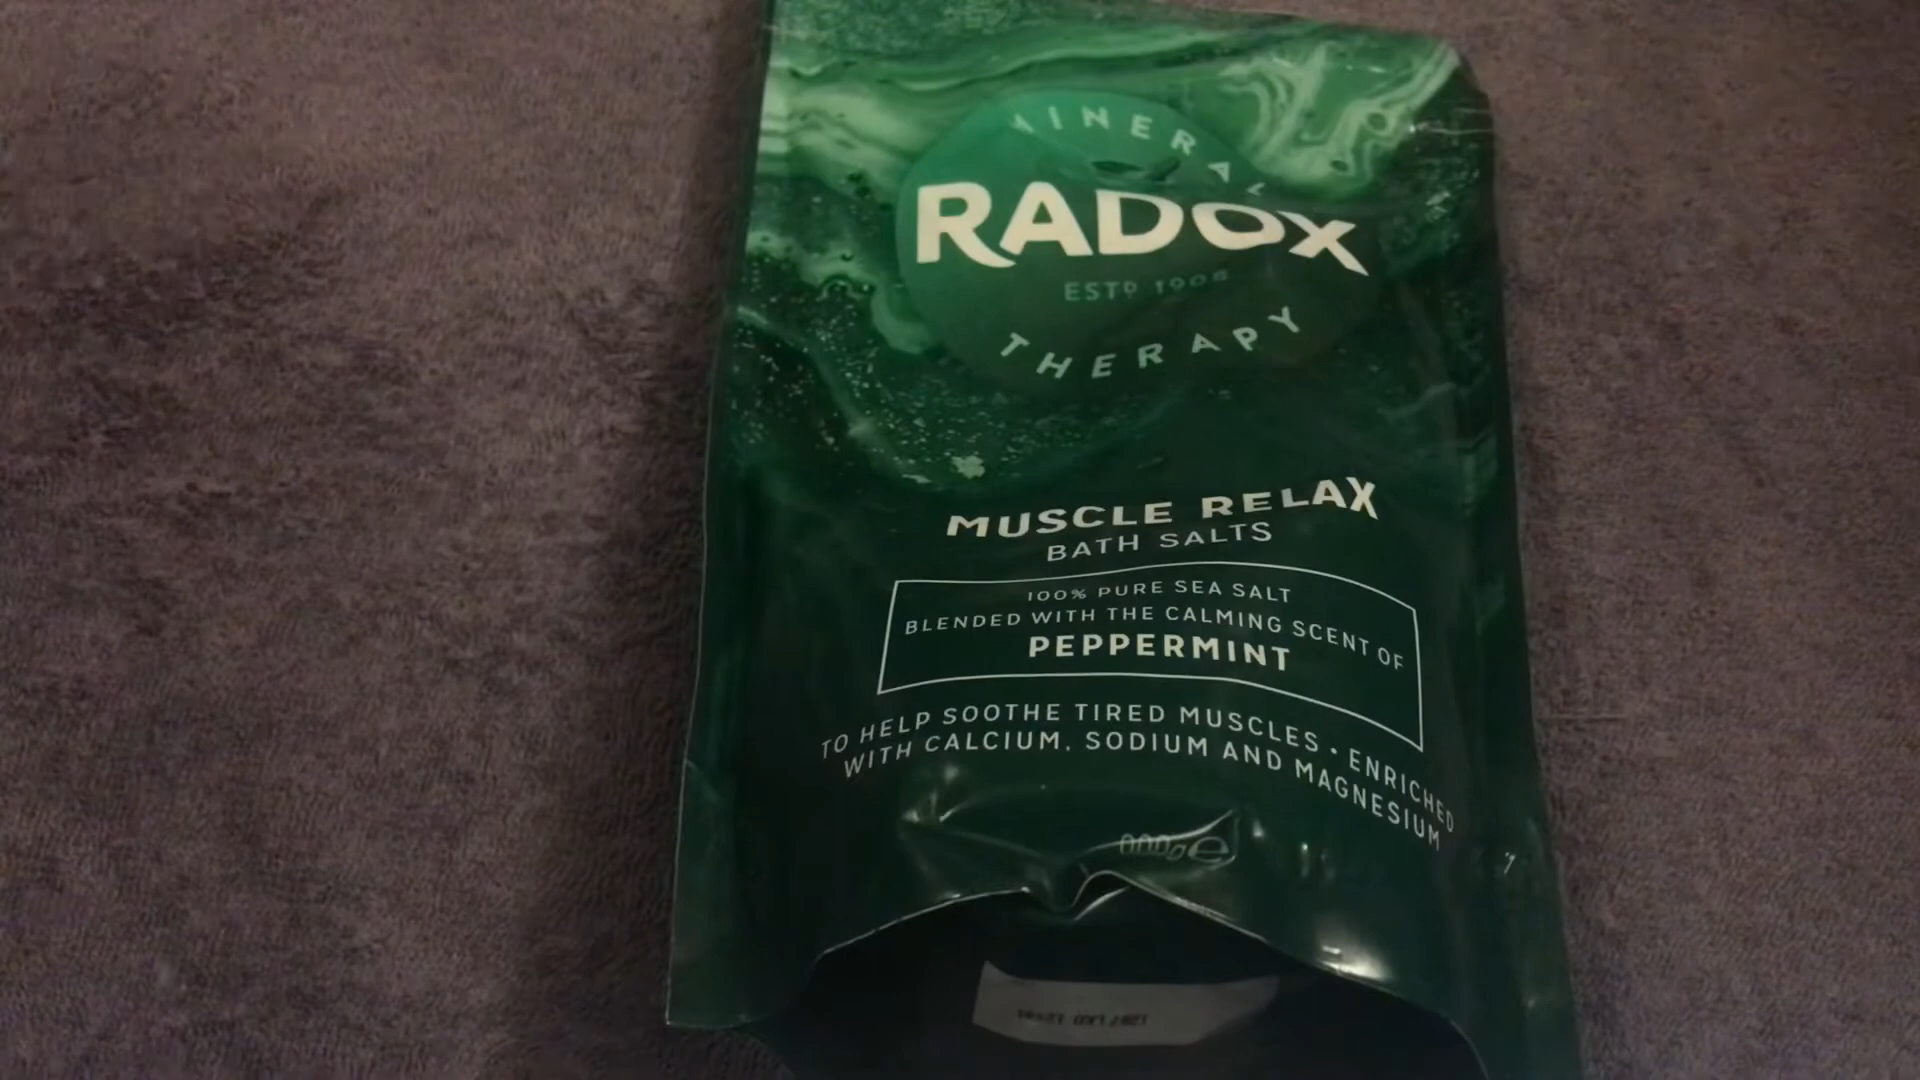 MINERAL
RADOX
ESTD 1908
THERAPY
MUSCLE RELAX
BATH SALTS
100% PURE SEA SALT
BLENDED WITH THE CALMING SCENT OF
PEPPERMINT
TO HELP SOOTHE TIRED MUSCLES • ENRICHED
WITH CALCIUM, SODIUM AND MAGNESIUM